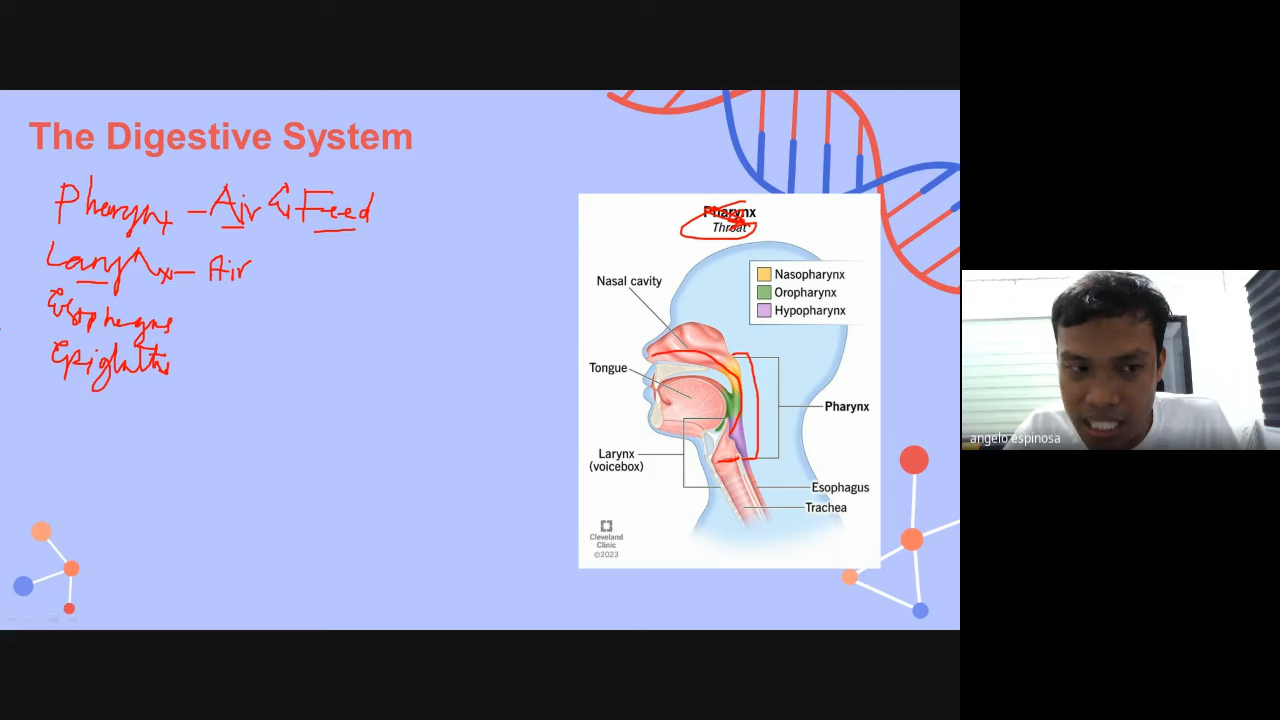 The Digestive System
Pharynx - Air & Feed
Larynx - Air
Esophagus
Epiglottis
Pharynx
Throat
Nasopharynx
Oropharynx
Hypopharynx
Nasal cavity
Tongue
Pharynx
Larynx
(voicebox)
Esophagus
Trachea
Cleveland
Clinic
©2023
angelo espinosa